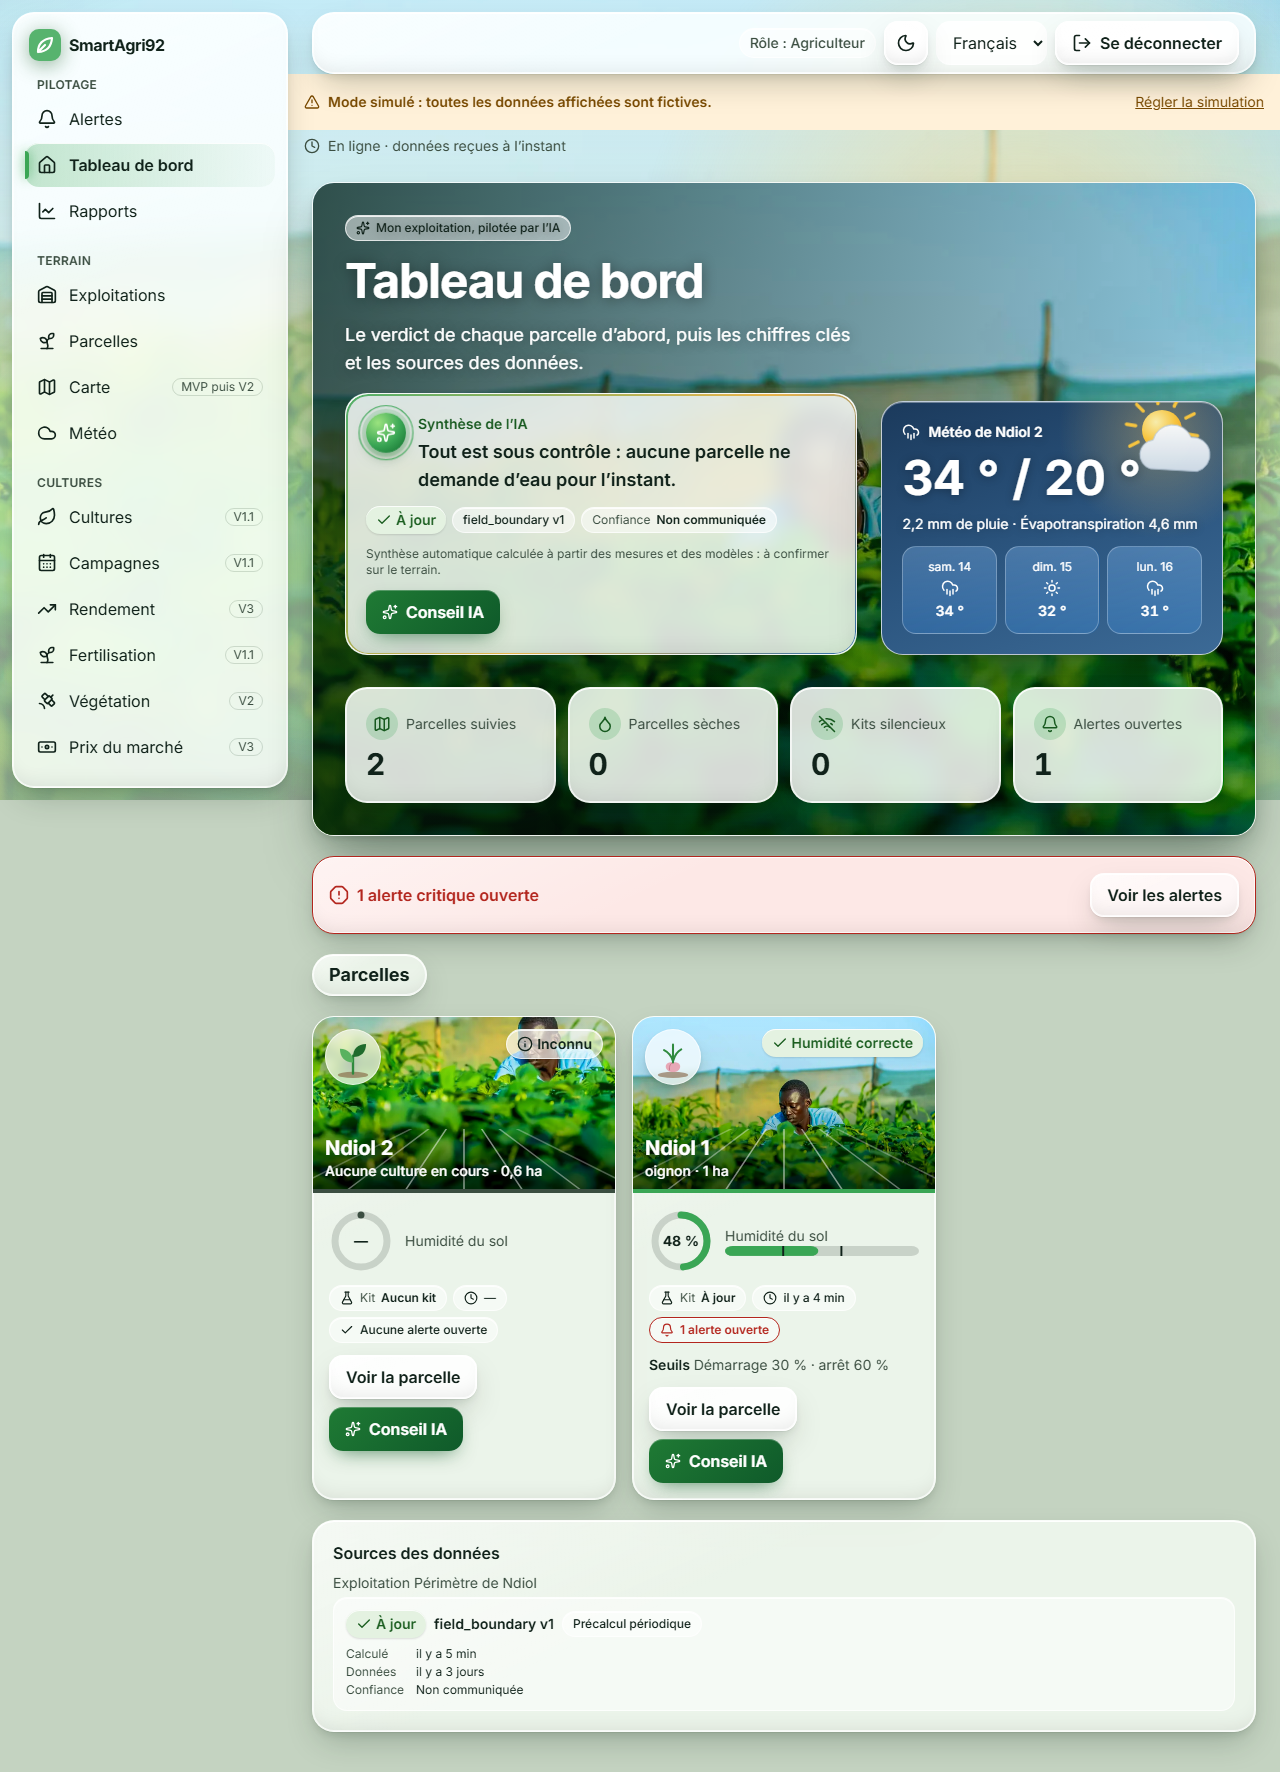 SmartAgri92
PILOTAGE
Alertes
Tableau de bord
Rapports
TERRAIN
Exploitations
Parcelles
Carte MVP puis V2
Météo
CULTURES
Cultures V1.1
Campagnes V1.1
Rendement V3
Fertilisation V1.1
Végétation V2
Prix du marché V3
Rôle : Agriculteur
Français
Se déconnecter
Mode simulé : toutes les données affichées sont fictives.
Régler la simulation
En ligne · données reçues à l’instant
Mon exploitation, pilotée par l’IA
Tableau de bord
Le verdict de chaque parcelle d’abord, puis les chiffres clés
et les sources des données.
Synthèse de l’IA
Tout est sous contrôle : aucune parcelle ne
demande d’eau pour l’instant.
À jour field_boundary v1 Confiance Non communiquée
Synthèse automatique calculée à partir des mesures et des modèles : à confirmer
sur le terrain.
Conseil IA
Météo de Ndiol 2
34 ° / 20 °
2,2 mm de pluie · Évapotranspiration 4,6 mm
sam. 14 dim. 15 lun. 16
34 ° 32 ° 31 °
Parcelles suivies
2
Parcelles sèches
0
Kits silencieux
0
Alertes ouvertes
1
1 alerte critique ouverte
Voir les alertes
Parcelles
Inconnu
Ndiol 2
Aucune culture en cours · 0,6 ha
—
Humidité du sol
Kit Aucun kit —
Aucune alerte ouverte
Voir la parcelle
Conseil IA
Humidité correcte
Ndiol 1
oignon · 1 ha
48 %
Humidité du sol
Kit À jour il y a 4 min
1 alerte ouverte
Seuils Démarrage 30 % · arrêt 60 %
Voir la parcelle
Conseil IA
Sources des données
Exploitation Périmètre de Ndiol
À jour field_boundary v1 Précalcul périodique
Calculé il y a 5 min
Données il y a 3 jours
Confiance Non communiquée